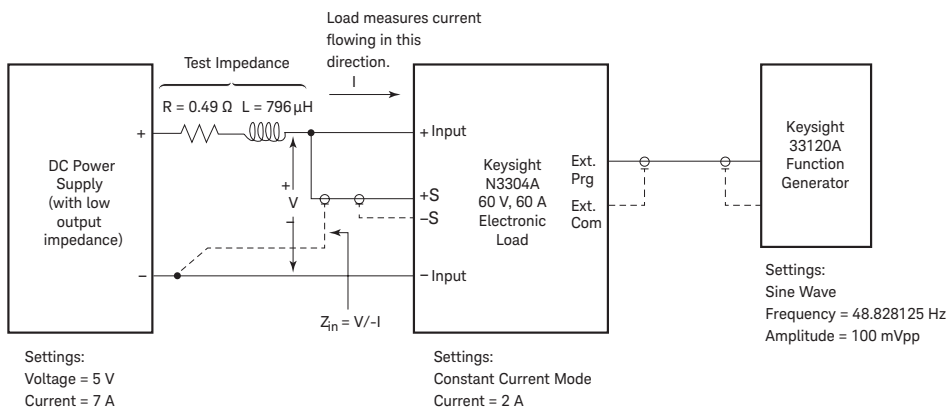 Load measures current
flowing in this
direction.
I
Test Impedance
R = 0.49 Ω L = 796 µH
+
DC Power
Supply
(with low
output
impedance)
−
+
V
−
Zin = V/-I
+ Input
+S
−S
− Input
Keysight
N3304A
60 V, 60 A
Electronic
Load
Ext.
Prg
Ext.
Com
Keysight
33120A
Function
Generator
Settings:
Sine Wave
Frequency = 48.828125 Hz
Amplitude = 100 mVpp
Settings:
Voltage = 5 V
Current = 7 A
Settings:
Constant Current Mode
Current = 2 A